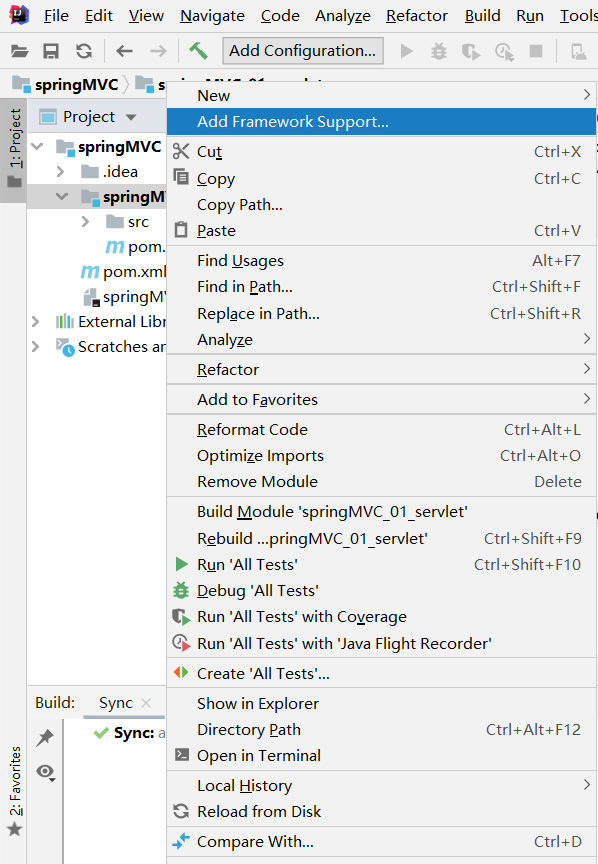 File Edit View Navigate Code Analyze Refactor Build Run Tools
Add Configuration...
springMVC
1: Project
Project
springMVC
.idea
springMV
src
pom.
pom.xml
springMV
External Libr
Scratches an
New
Add Framework Support...
Cut Ctrl+X
Copy Ctrl+C
Copy Path...
Paste Ctrl+V
Find Usages Alt+F7
Find in Path... Ctrl+Shift+F
Replace in Path... Ctrl+Shift+R
Analyze
Refactor
Add to Favorites
Reformat Code Ctrl+Alt+L
Optimize Imports Ctrl+Alt+O
Remove Module Delete
Build Module 'springMVC_01_servlet'
Rebuild ...pringMVC_01_servlet' Ctrl+Shift+F9
Run 'All Tests' Ctrl+Shift+F10
Debug 'All Tests'
Run 'All Tests' with Coverage
Run 'All Tests' with 'Java Flight Recorder'
Create 'All Tests'...
Show in Explorer
Directory Path Ctrl+Alt+F12
Open in Terminal
Local History
Reload from Disk
Compare With... Ctrl+D
Build: Sync
Sync: a
2: Favorites